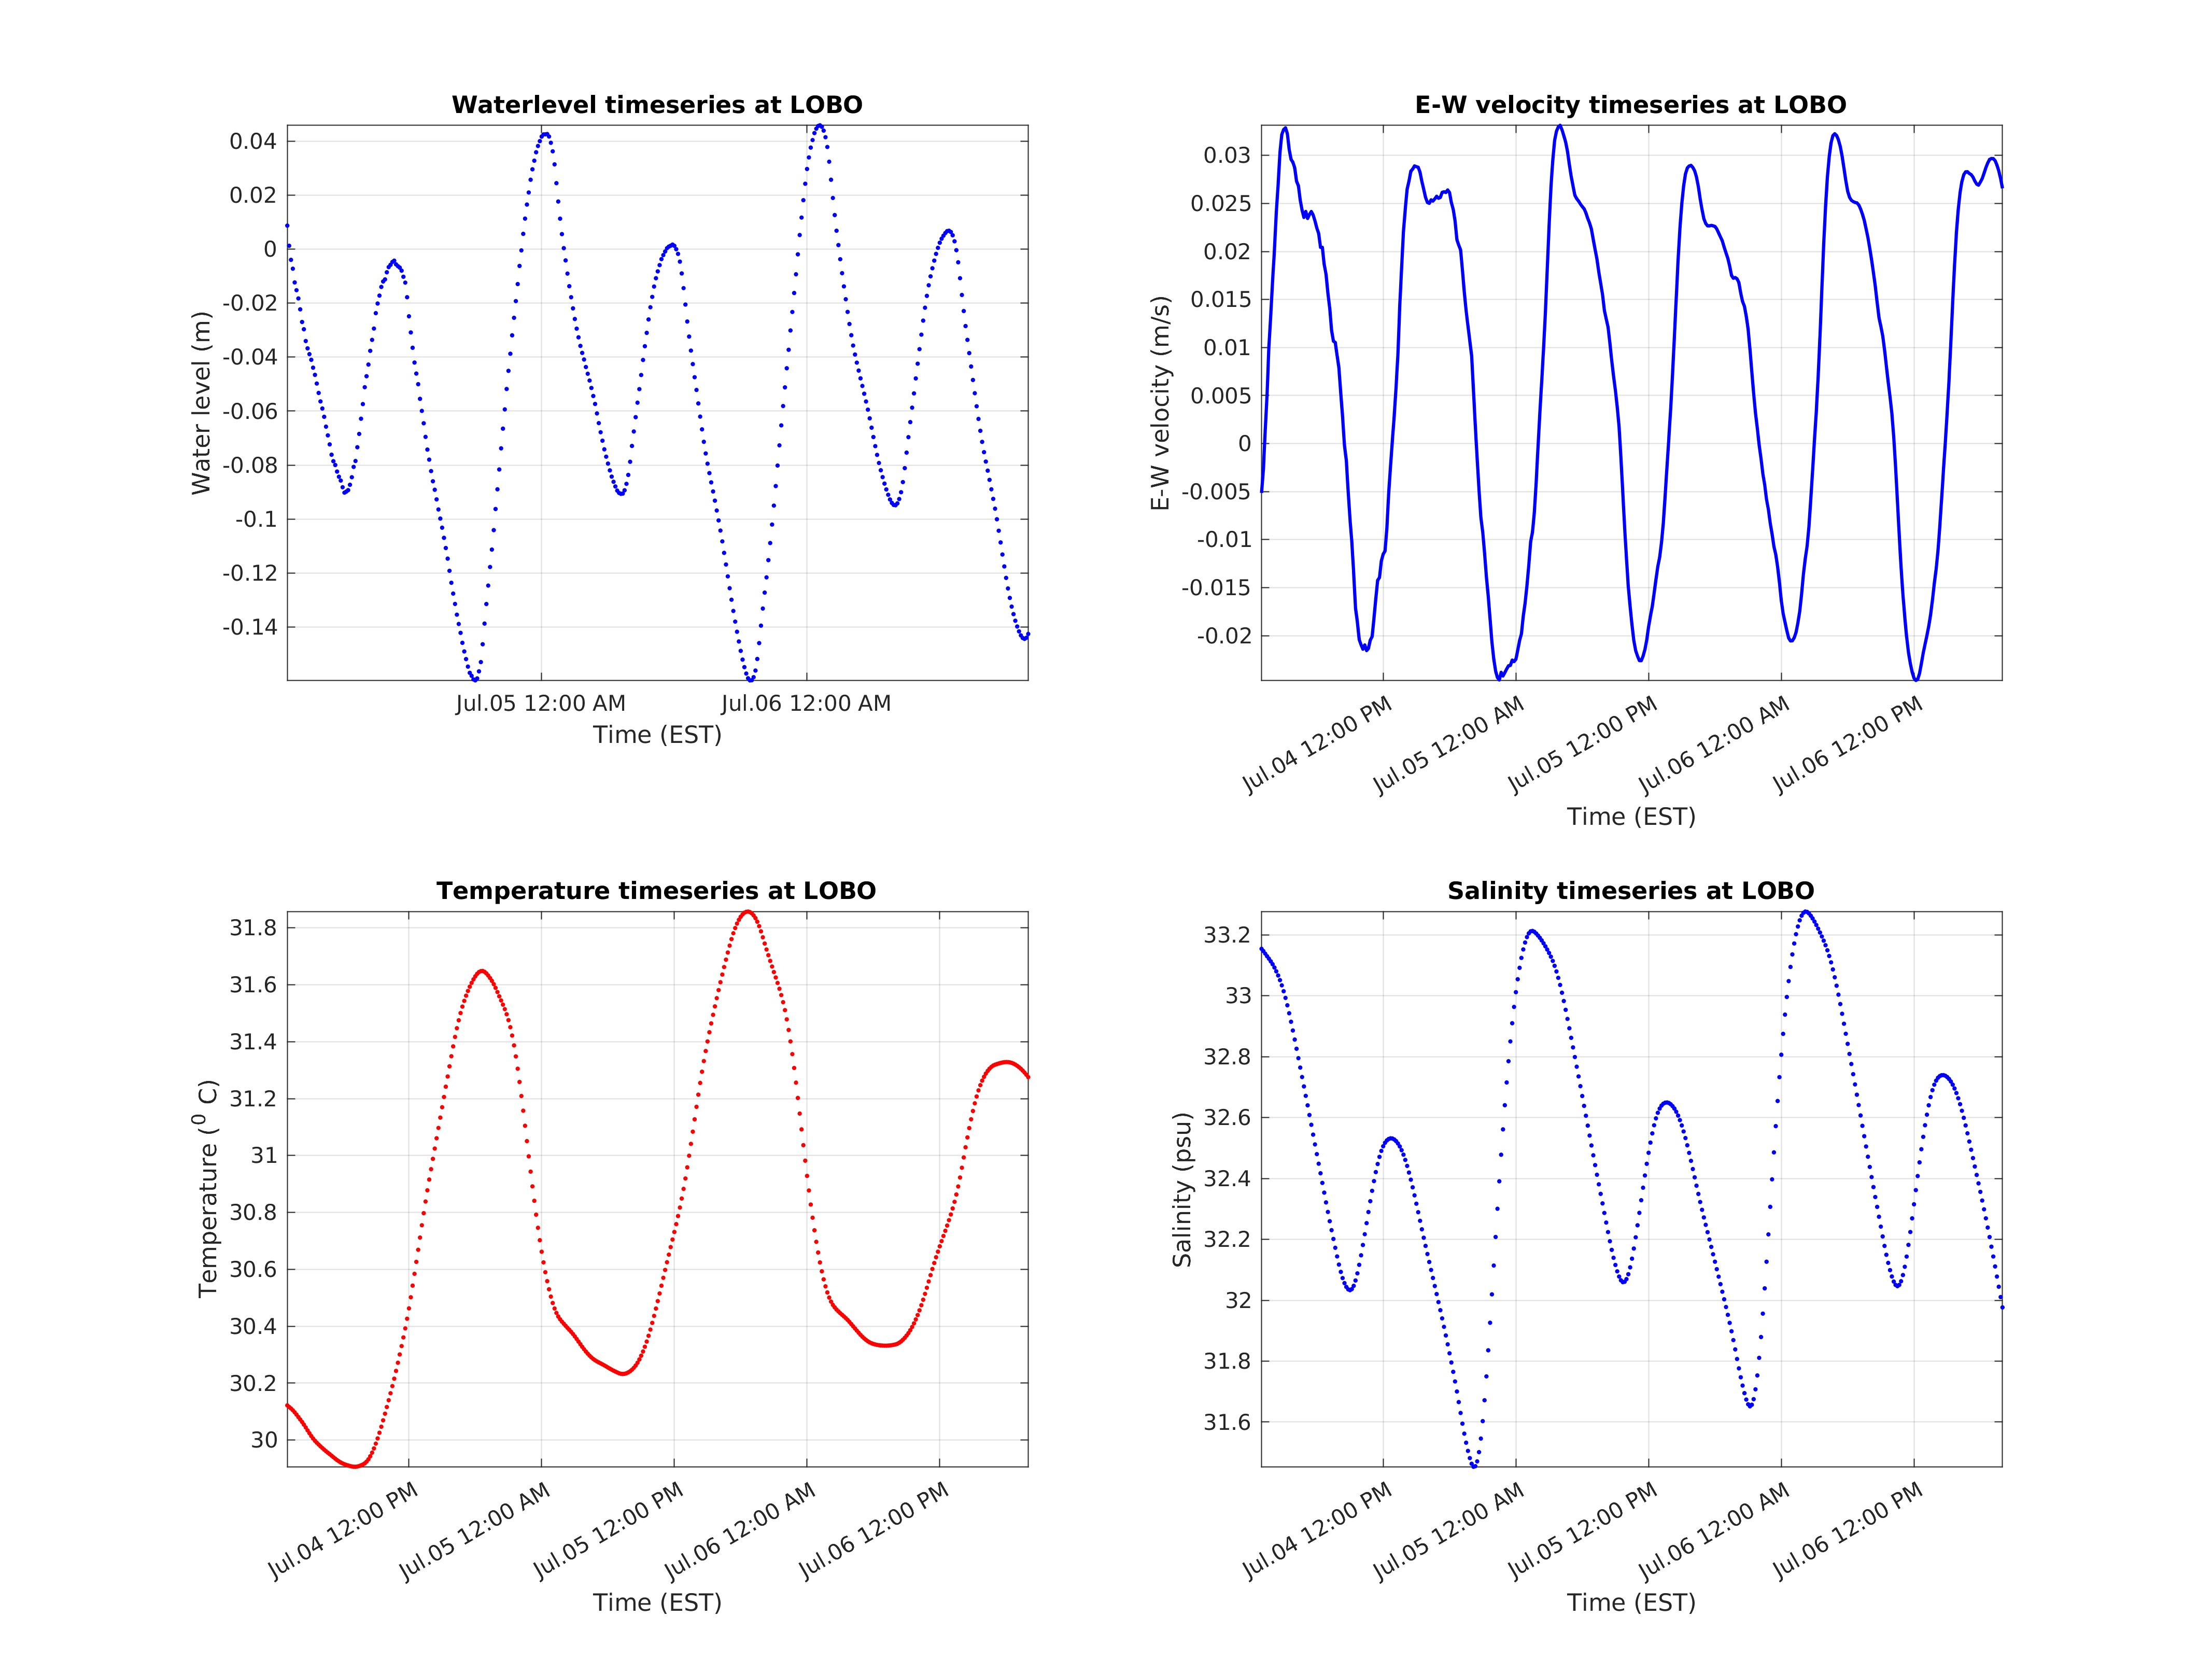 Waterlevel timeseries at LOBO
0.04
0.02
0
-0.02
-0.04
-0.06
-0.08
-0.1
-0.12
-0.14
Water level (m)
Jul.05 12:00 AM
Jul.06 12:00 AM
Time (EST)
E-W velocity timeseries at LOBO
0.03
0.025
0.02
0.015
0.01
0.005
0
-0.005
-0.01
-0.015
-0.02
E-W velocity (m/s)
Jul.04 12:00 PM
Jul.05 12:00 AM
Jul.05 12:00 PM
Jul.06 12:00 AM
Jul.06 12:00 PM
Time (EST)
Temperature timeseries at LOBO
31.8
31.6
31.4
31.2
31
30.8
30.6
30.4
30.2
30
Temperature (⁰ C)
Jul.04 12:00 PM
Jul.05 12:00 AM
Jul.05 12:00 PM
Jul.06 12:00 AM
Jul.06 12:00 PM
Time (EST)
Salinity timeseries at LOBO
33.2
33
32.8
32.6
32.4
32.2
32
31.8
31.6
Salinity (psu)
Jul.04 12:00 PM
Jul.05 12:00 AM
Jul.05 12:00 PM
Jul.06 12:00 AM
Jul.06 12:00 PM
Time (EST)